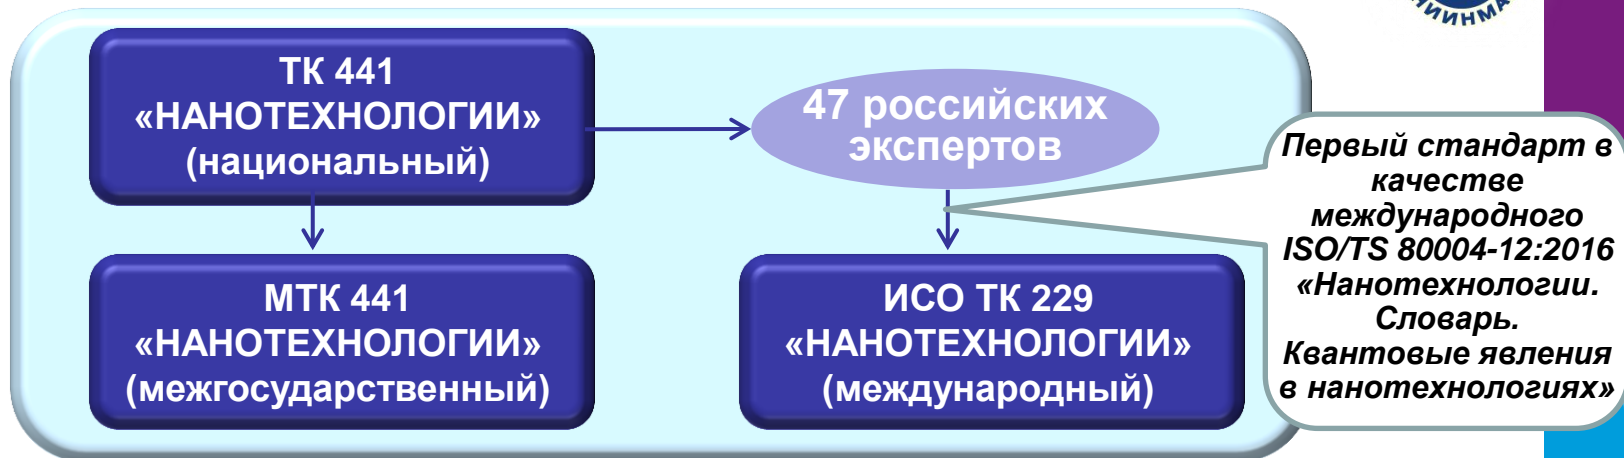 ТК 441
«НАНОТЕХНОЛОГИИ»
(национальный)
47 российских
экспертов
МТК 441
«НАНОТЕХНОЛОГИИ»
(межгосударственный)
ИСО ТК 229
«НАНОТЕХНОЛОГИИ»
(международный)
Первый стандарт в
качестве
международного
ISO/TS 80004-12:2016
«Нанотехнологии.
Словарь.
Квантовые явления
в нанотехнологиях»